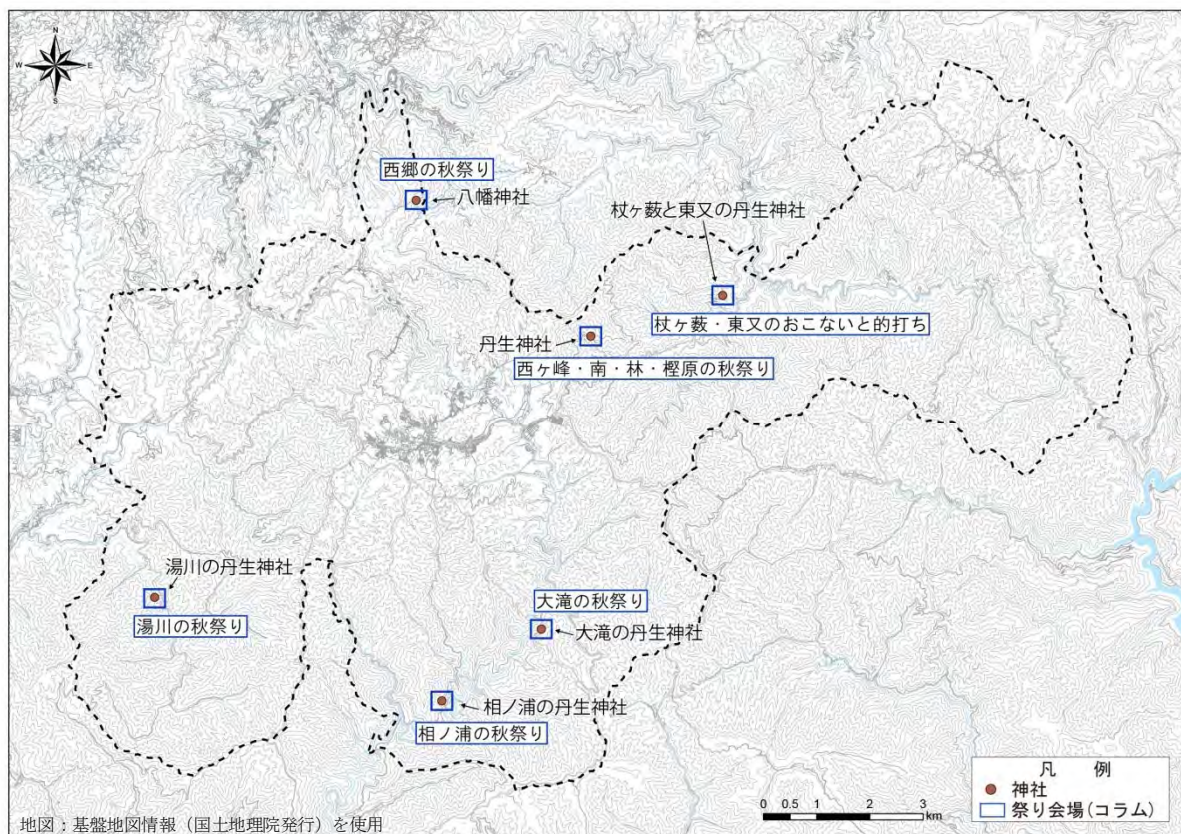 N
W
E
S
西郷の秋祭り
八幡神社
杖ヶ薮と東又の丹生神社
杖ヶ薮・東又のおこないと的打ち
丹生神社
西ヶ峰・南・林・樫原の秋祭り
湯川の丹生神社
湯川の秋祭り
大滝の秋祭り
大滝の丹生神社
相ノ浦の丹生神社
相ノ浦の秋祭り
凡 例
神社
祭り会場(コラム)
0 0.5 1 2 3
km
地図:基盤地図情報(国土地理院発行)を使用